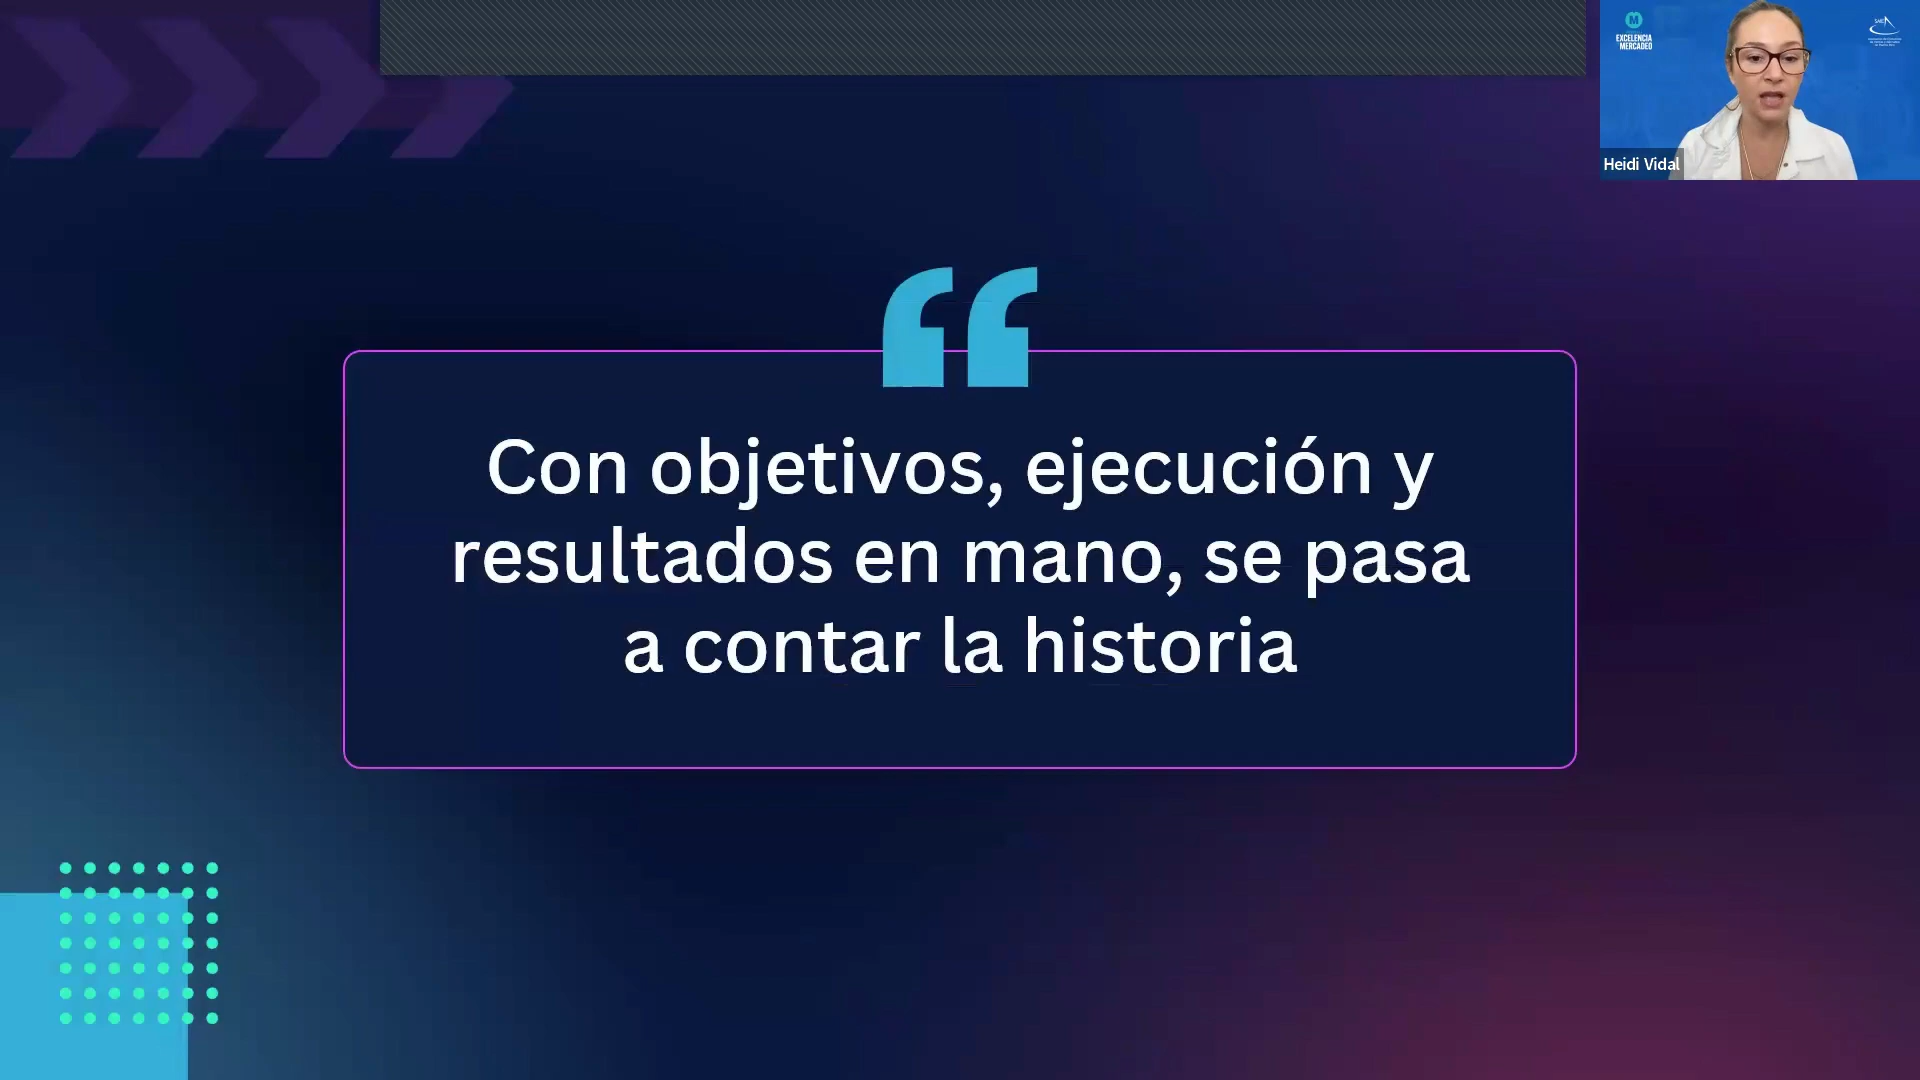 M
EXCELENCIA
MERCADEO
Heidi Vidal
Con objetivos, ejecución y
resultados en mano, se pasa
a contar la historia